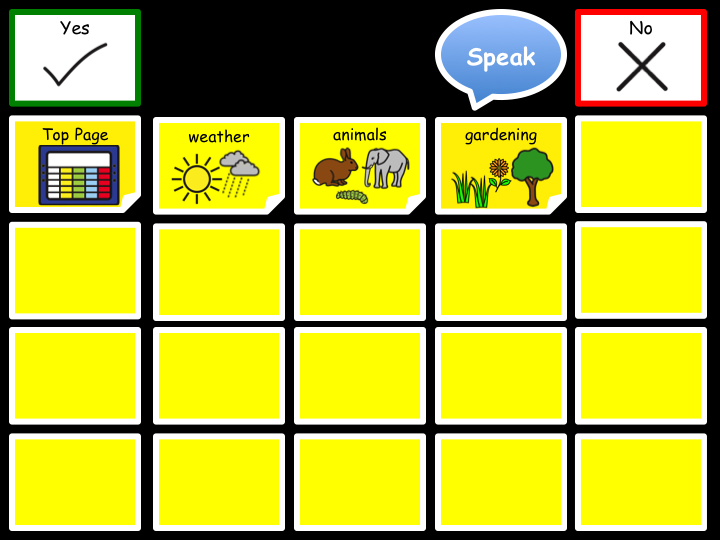 Yes
Speak
No
Top Page
weather
animals
gardening